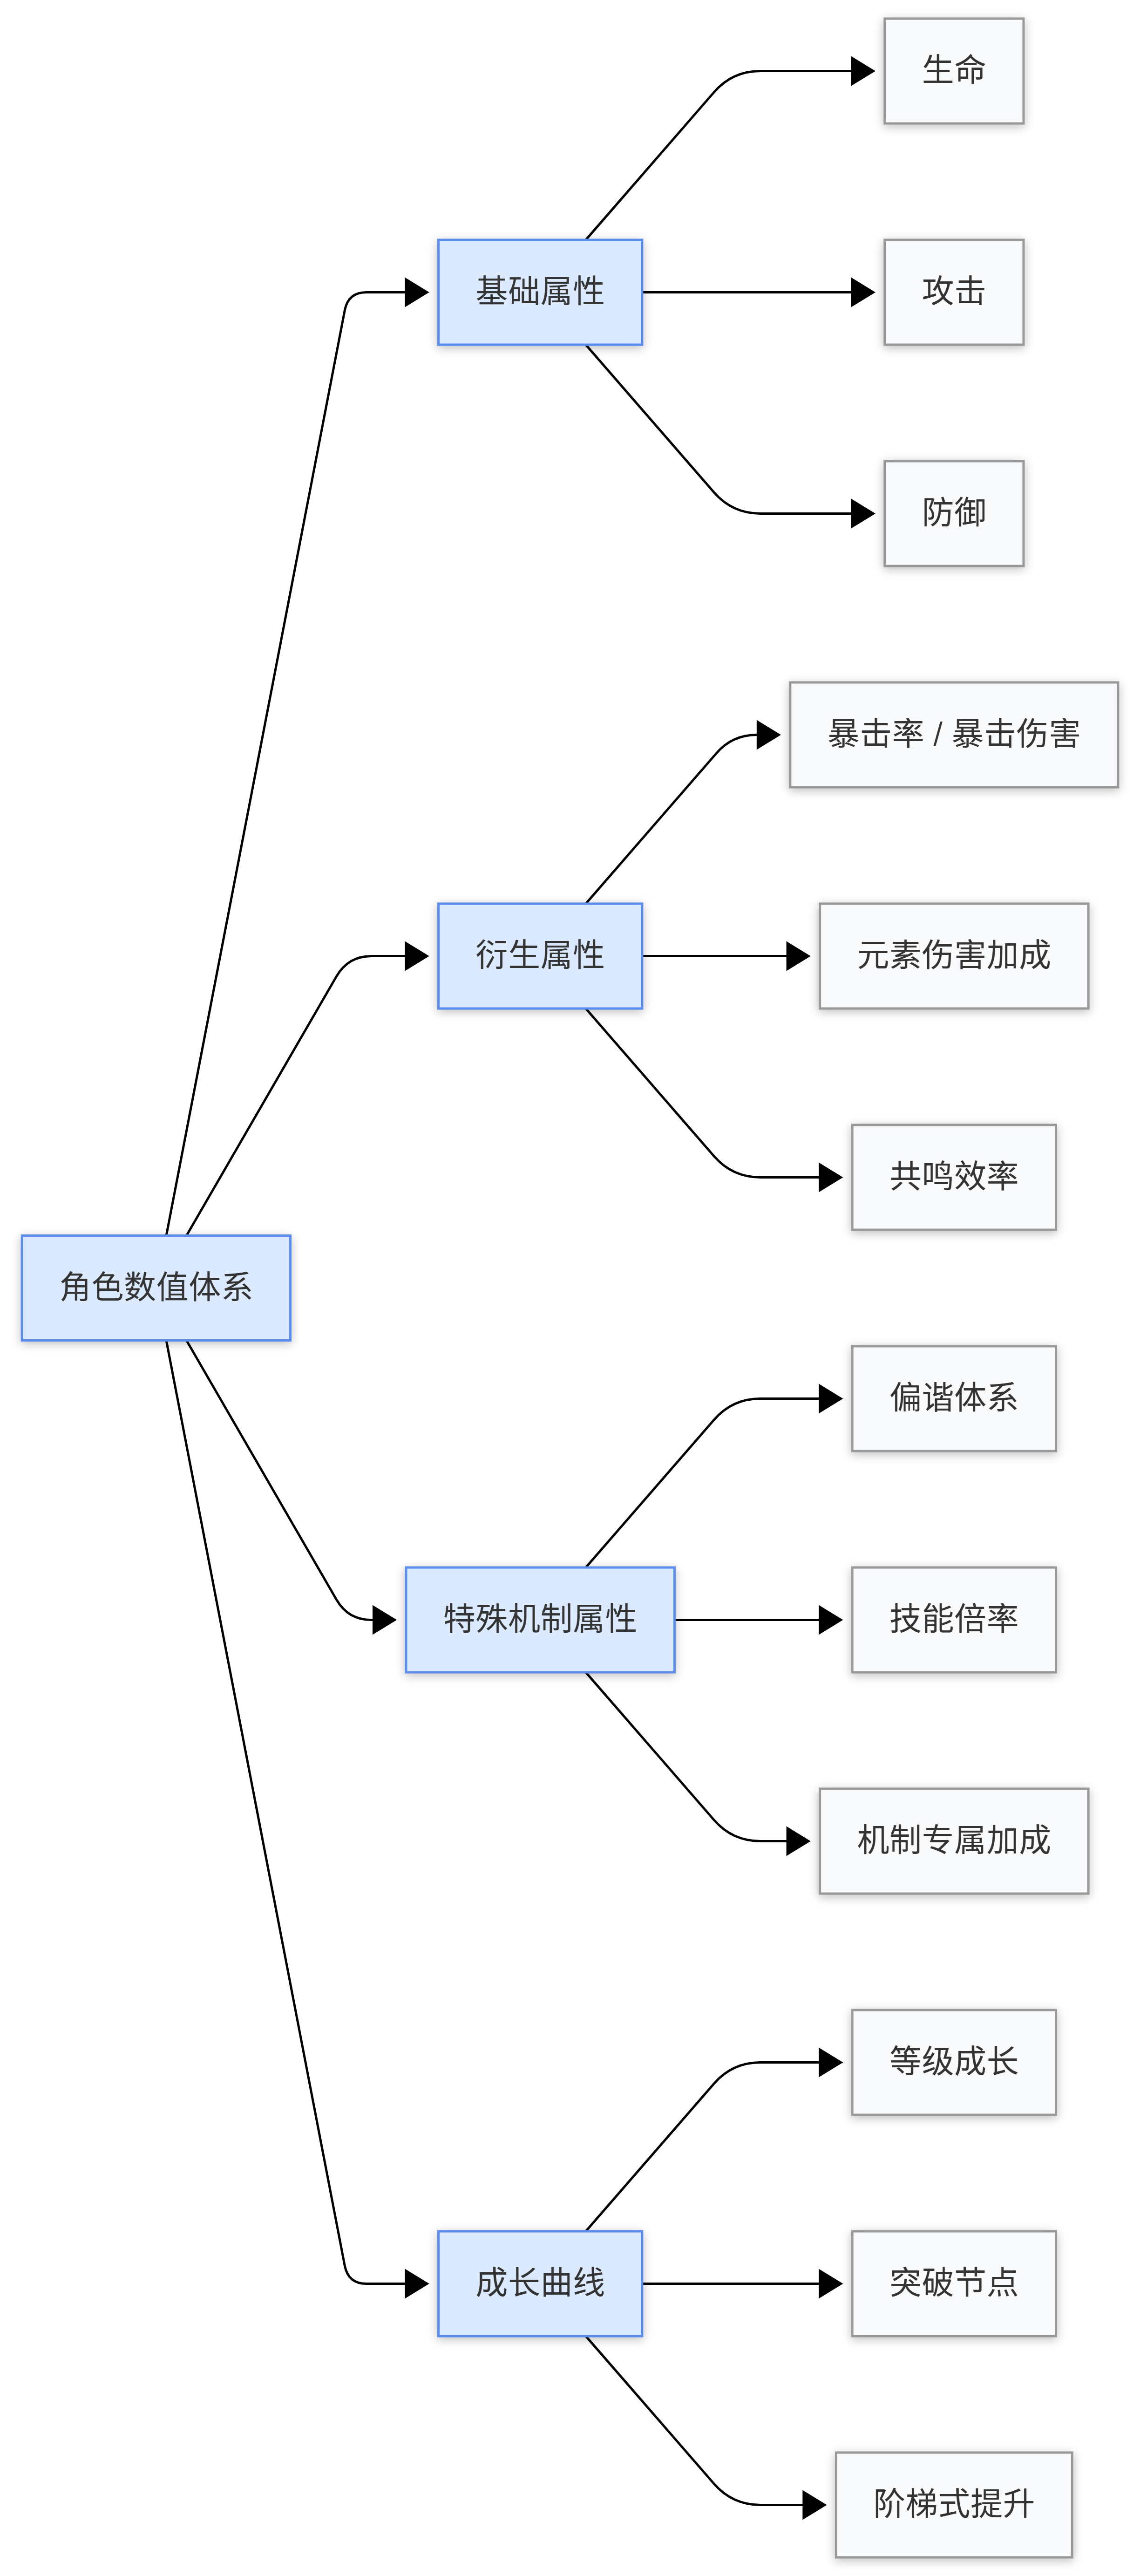 生命
基础属性
攻击
防御
暴击率 / 暴击伤害
衍生属性
元素伤害加成
共鸣效率
角色数值体系
偏谐体系
特殊机制属性
技能倍率
机制专属加成
等级成长
成长曲线
突破节点
阶梯式提升